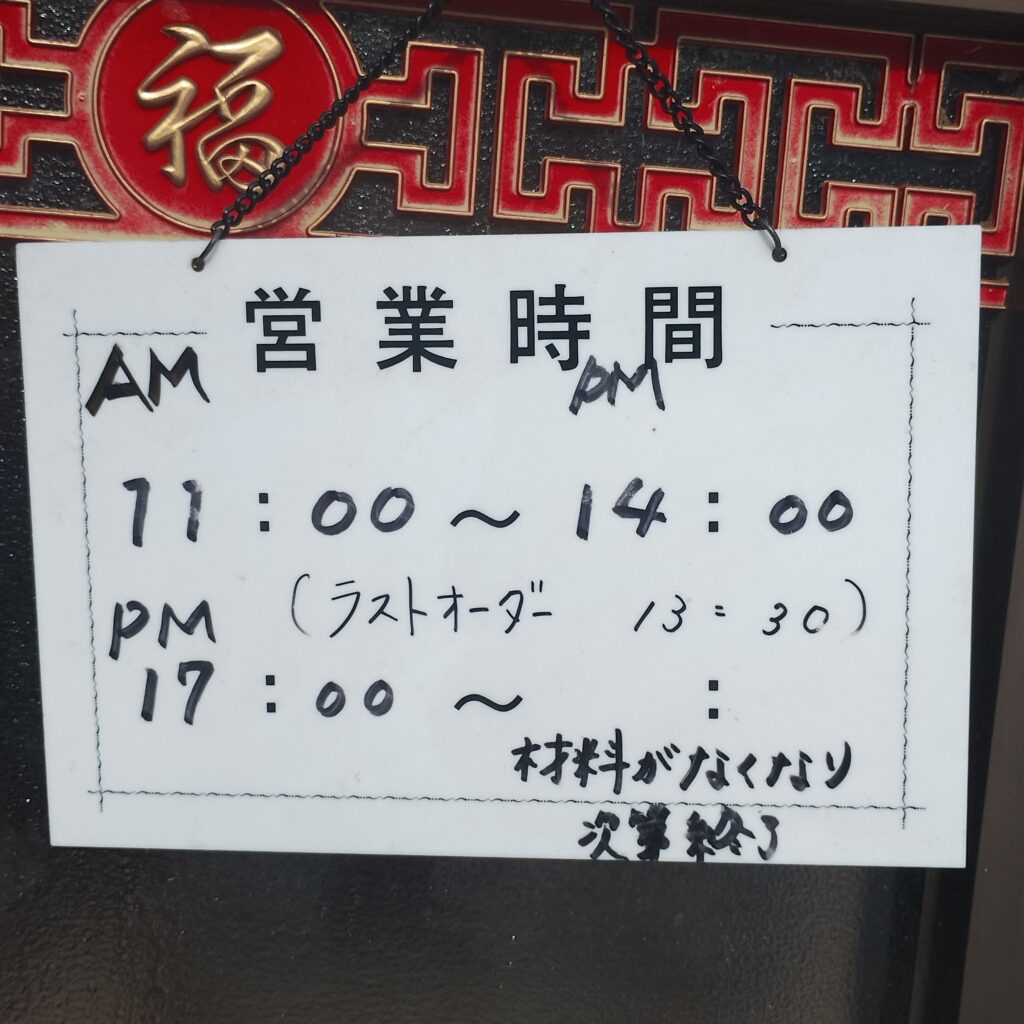 福
営業時間
AM PM
11:00～14:00
(ラストオーダー 13:30)
PM
17:00～ :
材料がなくなり
次第終了